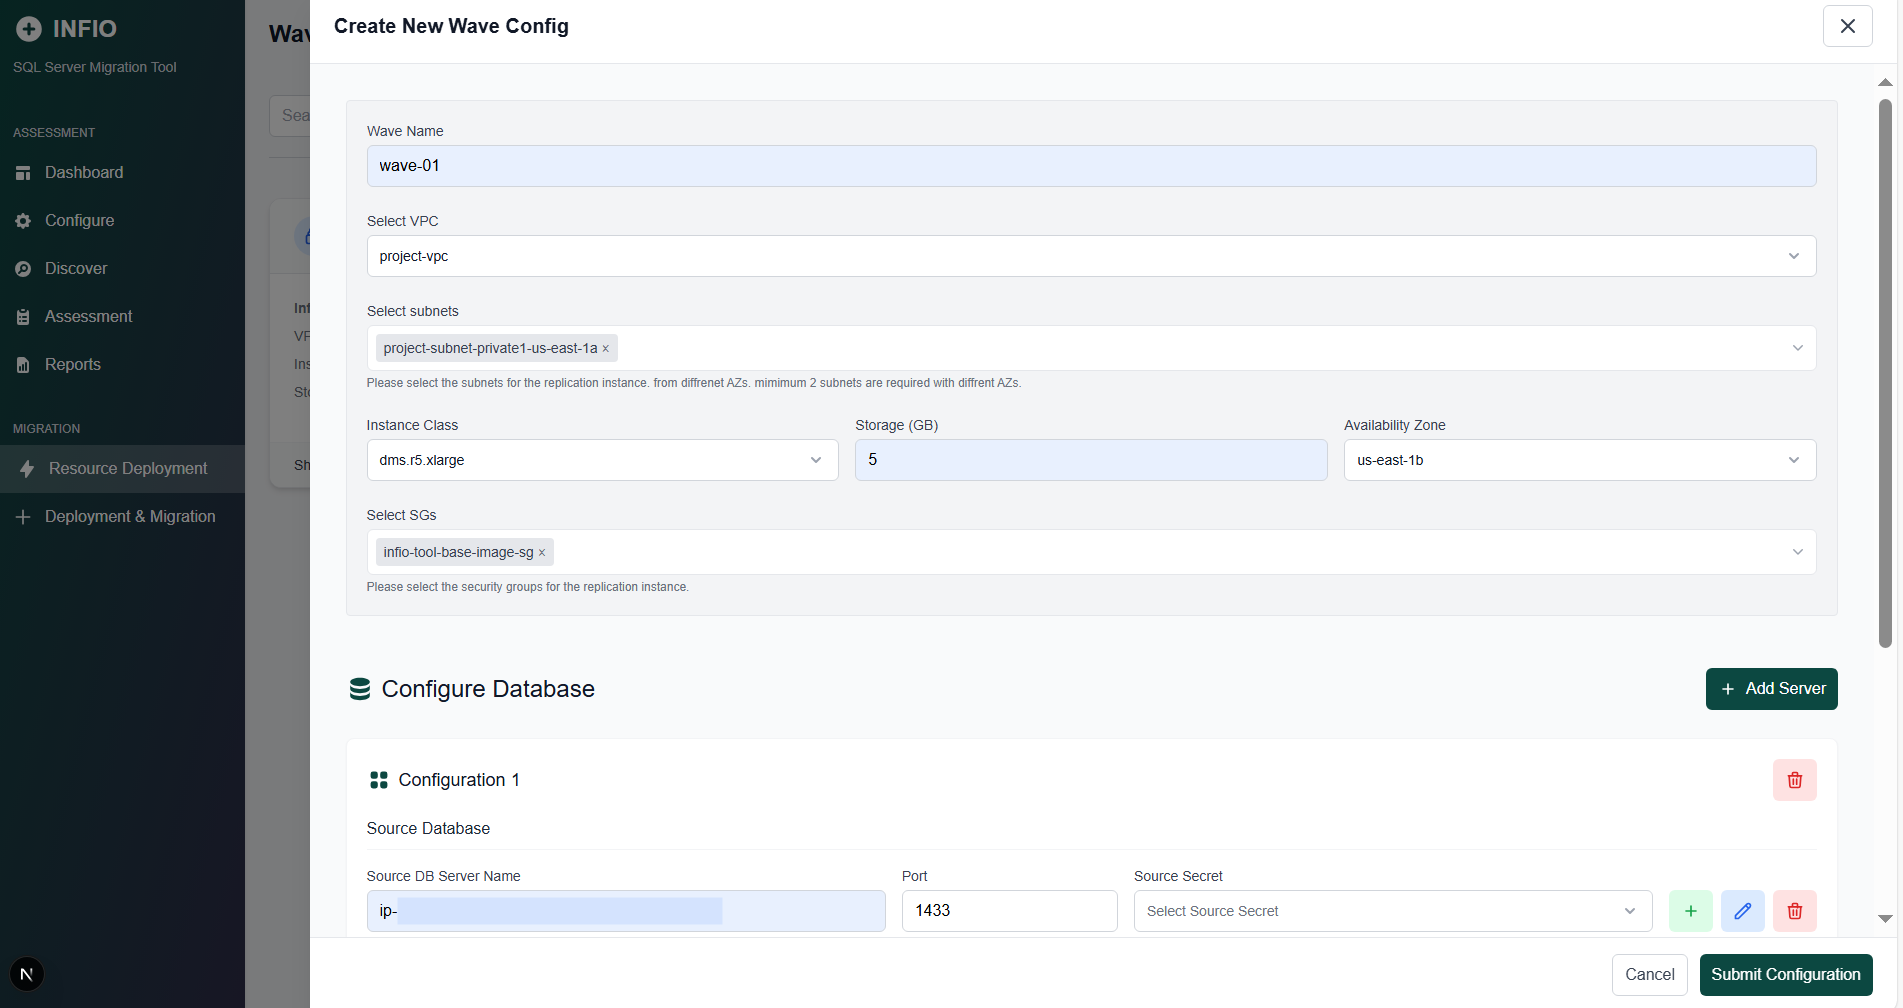 INFIO
SQL Server Migration Tool
ASSESSMENT
Dashboard
Configure
Discover
Assessment
Reports
MIGRATION
Resource Deployment
Deployment & Migration
N
Wav
Sea
Inf
VP
Ins
Sto
Sh
Create New Wave Config
Wave Name
wave-01
Select VPC
project-vpc
Select subnets
project-subnet-private1-us-east-1a ×
Please select the subnets for the replication instance. from diffrenet AZs. mimimum 2 subnets are required with diffrent AZs.
Instance Class Storage (GB) Availability Zone
dms.r5.xlarge 5 us-east-1b
Select SGs
infio-tool-base-image-sg ×
Please select the security groups for the replication instance.
Configure Database
+ Add Server
Configuration 1
Source Database
Source DB Server Name Port Source Secret
ip- 1433 Select Source Secret
Cancel Submit Configuration